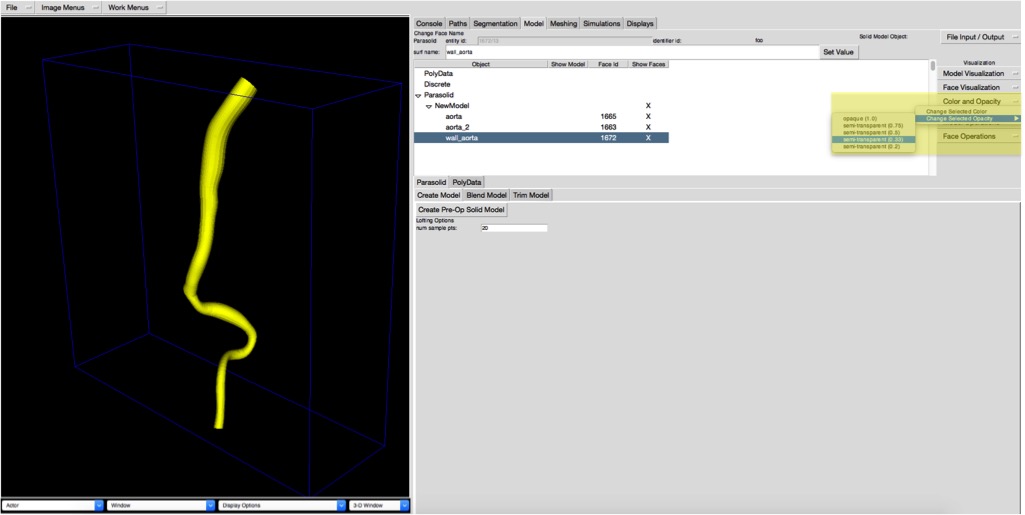 File Image Menus Work Menus
Console Paths Segmentation Model Meshing Simulations Displays
Change Face Name
Parasolid entity id: identifier id: foo Solid Model Object:
File Input / Output
surf name: wall_aorta Set Value
Object Show Model Face Id Show Faces
Visualization
PolyData
Model Visualization
Discrete
Face Visualization
Parasolid
Color and Opacity
NewModel X
Change Selected Color
aorta 1665 X
Change Selected Opacity
opaque (1.0)
aorta_2 1663 X
semi-transparent (0.75)
semi-transparent (0.5)
wall_aorta 1672 X
semi-transparent (0.33)
semi-transparent (0.2)
Face Operations
Parasolid PolyData
Create Model Blend Model Trim Model
Create Pre-Op Solid Model
Lofting Options
num sample pts: 20
Actor Window Display Options 3-D Window